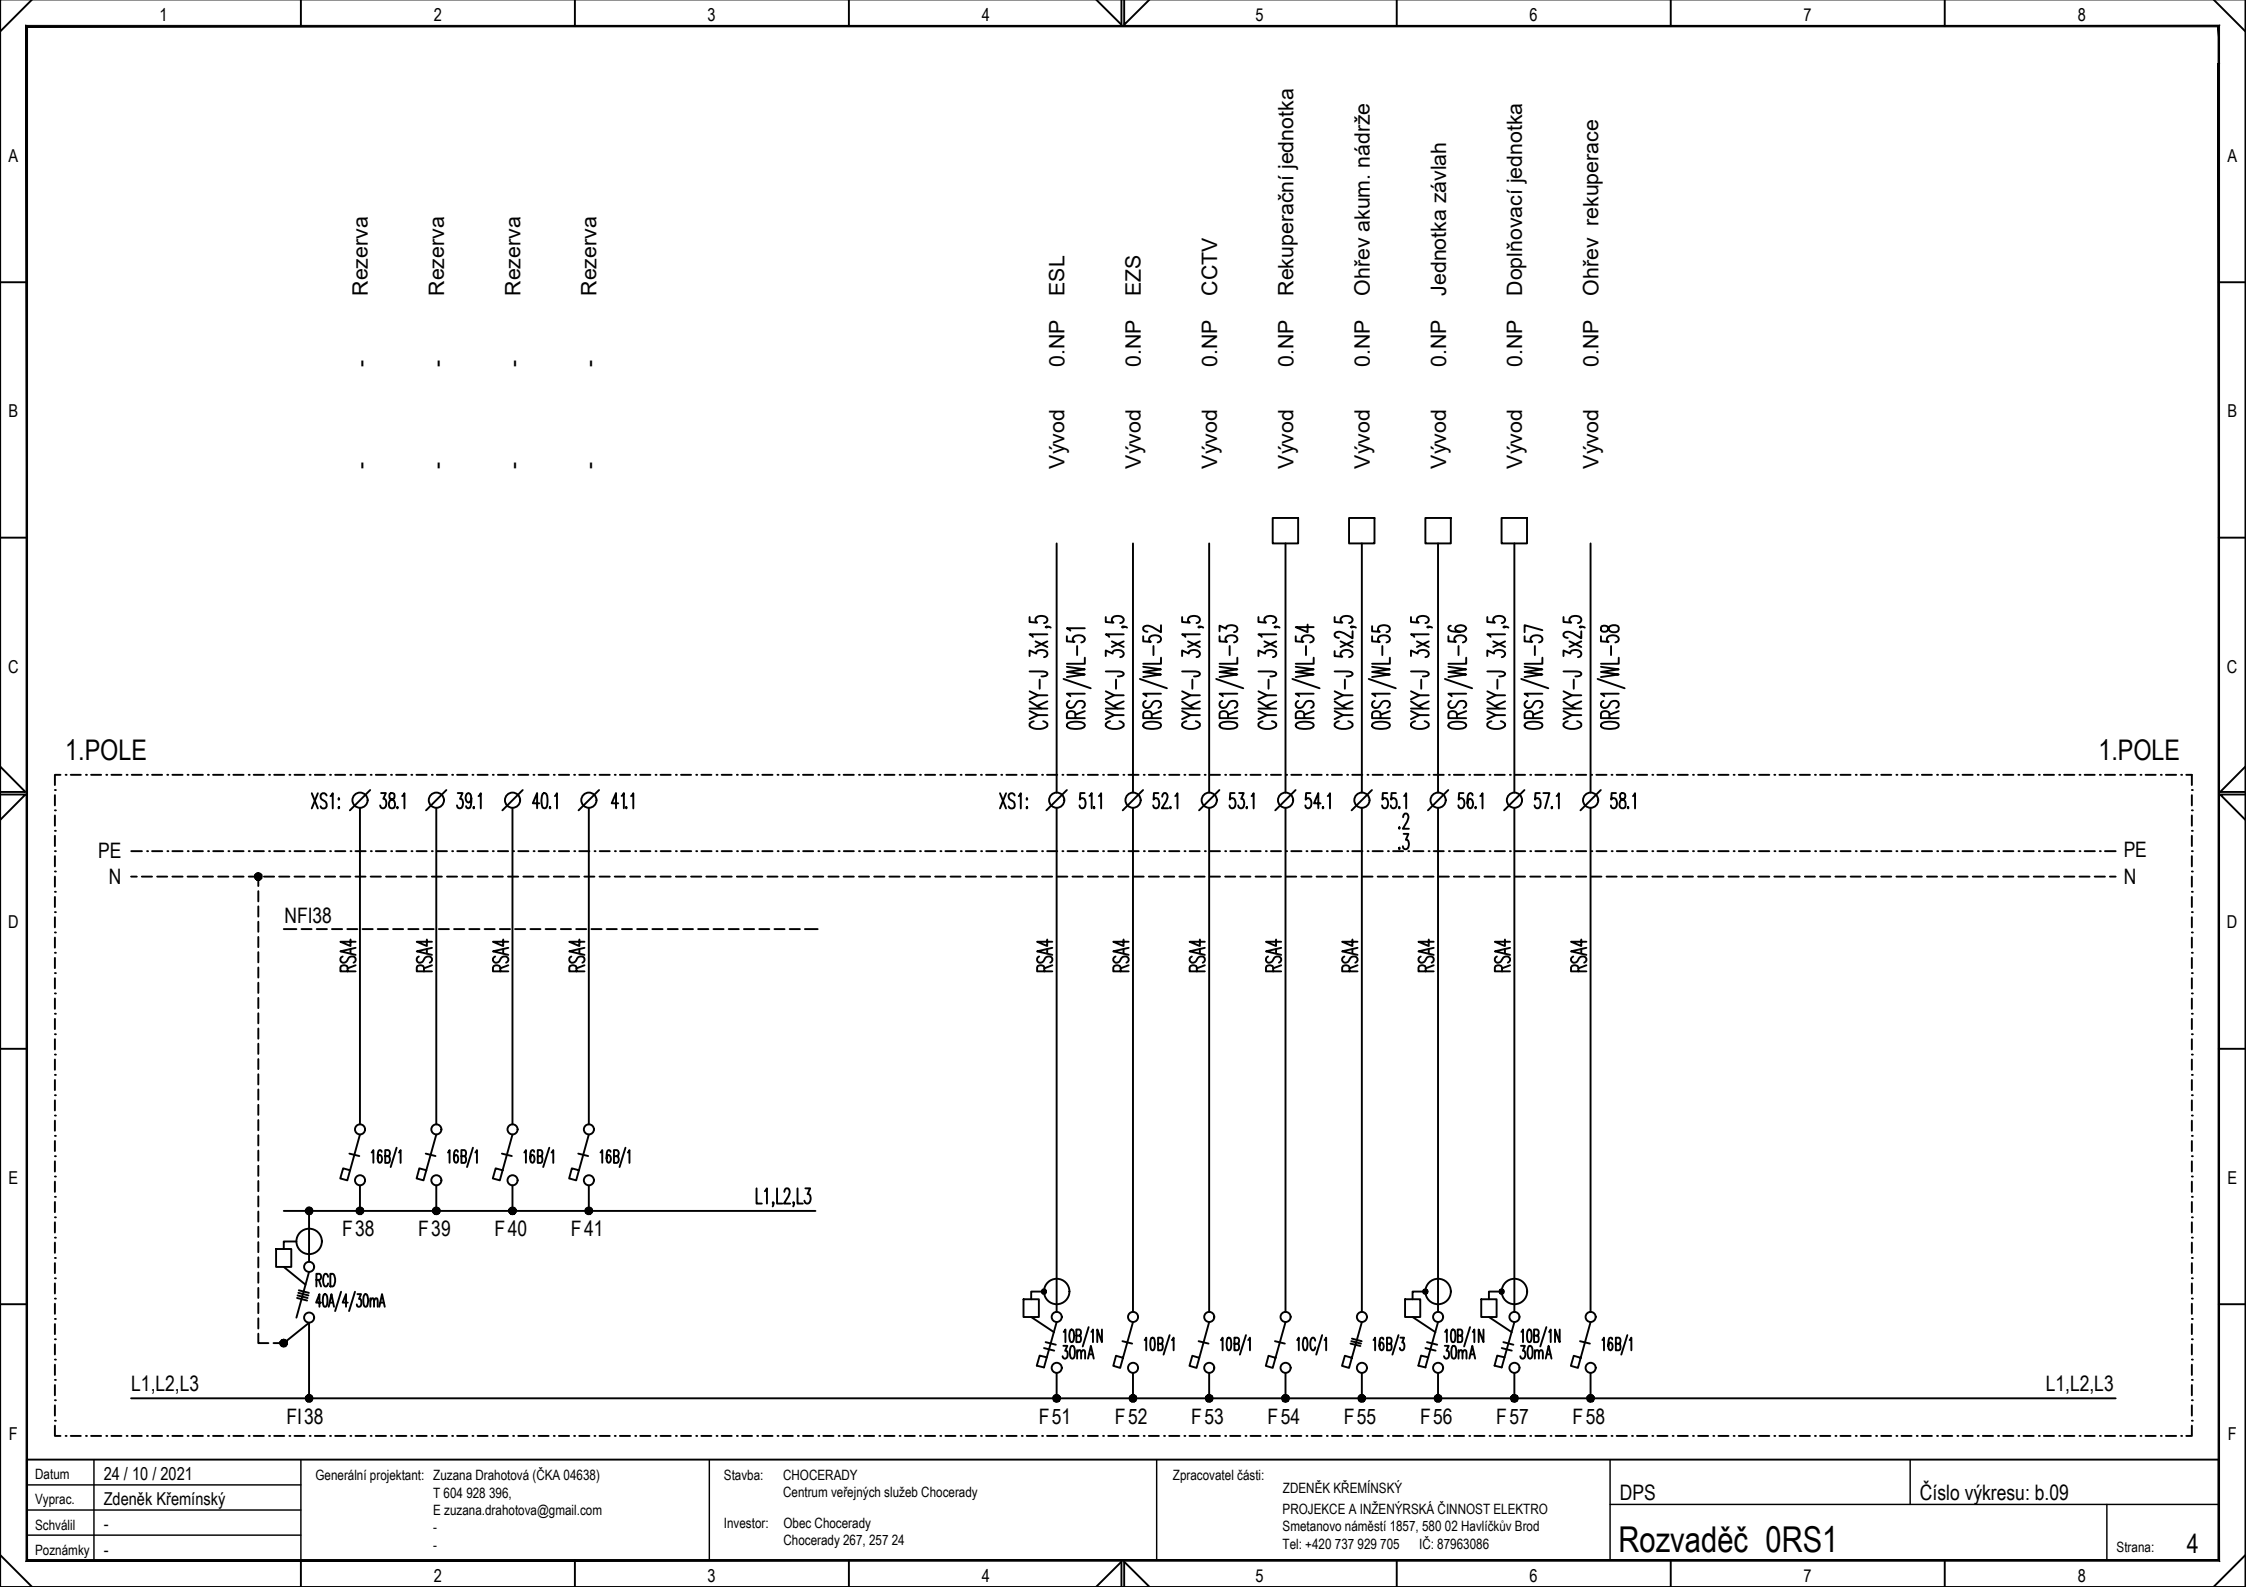 1 2 3 4 5 6 7 8
A A
B B
C C
D D
E E
F F
Rezerva - -
Rezerva - -
Rezerva - -
Rezerva - -
Vývod 0.NP ESL
Vývod 0.NP EZS
Vývod 0.NP CCTV
Vývod 0.NP Rekuperační jednotka
Vývod 0.NP Ohřev akum. nádrže
Vývod 0.NP Jednotka závlah
Vývod 0.NP Doplňovací jednotka
Vývod 0.NP Ohřev rekuperace
CYKY-J 3x1,5
0RS1/WL-51
CYKY-J 3x1,5
0RS1/WL-52
CYKY-J 3x1,5
0RS1/WL-53
CYKY-J 3x1,5
0RS1/WL-54
CYKY-J 5x2,5
0RS1/WL-55
CYKY-J 3x1,5
0RS1/WL-56
CYKY-J 3x1,5
0RS1/WL-57
CYKY-J 3x2,5
0RS1/WL-58
1.POLE 1.POLE
XS1: 38.1 39.1 40.1 41.1
XS1: 51.1 52.1 53.1 54.1 55.1 56.1 57.1 58.1
.2
.3
PE PE
N N
NFI38
RSA4 RSA4 RSA4 RSA4 RSA4 RSA4 RSA4 RSA4 RSA4 RSA4 RSA4 RSA4
16B/1 16B/1 16B/1 16B/1
L1,L2,L3
F38 F39 F40 F41
RCD
40A/4/30mA
10B/1N
30mA
10B/1
10B/1
10C/1
16B/3
10B/1N
30mA
10B/1N
30mA
16B/1
L1,L2,L3 L1,L2,L3
FI38 F51 F52 F53 F54 F55 F56 F57 F58
Datum 24 / 10 / 2021
Vyprac. Zdeněk Křemínský
Schválil -
Poznámky -
Generální projektant: Zuzana Drahotová (ČKA 04638)
T 604 928 396,
E zuzana.drahotova@gmail.com
-
-
Stavba: CHOCERADY
Centrum veřejných služeb Chocerady
Investor: Obec Chocerady
Chocerady 267, 257 24
Zpracovatel části:
ZDENĚK KŘEMÍNSKÝ
PROJEKCE A INŽENÝRSKÁ ČINNOST ELEKTRO
Smetanovo náměstí 1857, 580 02 Havlíčkův Brod
Tel: +420 737 929 705 IČ: 87963086
DPS
Číslo výkresu: b.09
Rozvaděč 0RS1
Strana: 4
2 3 4 5 6 7 8